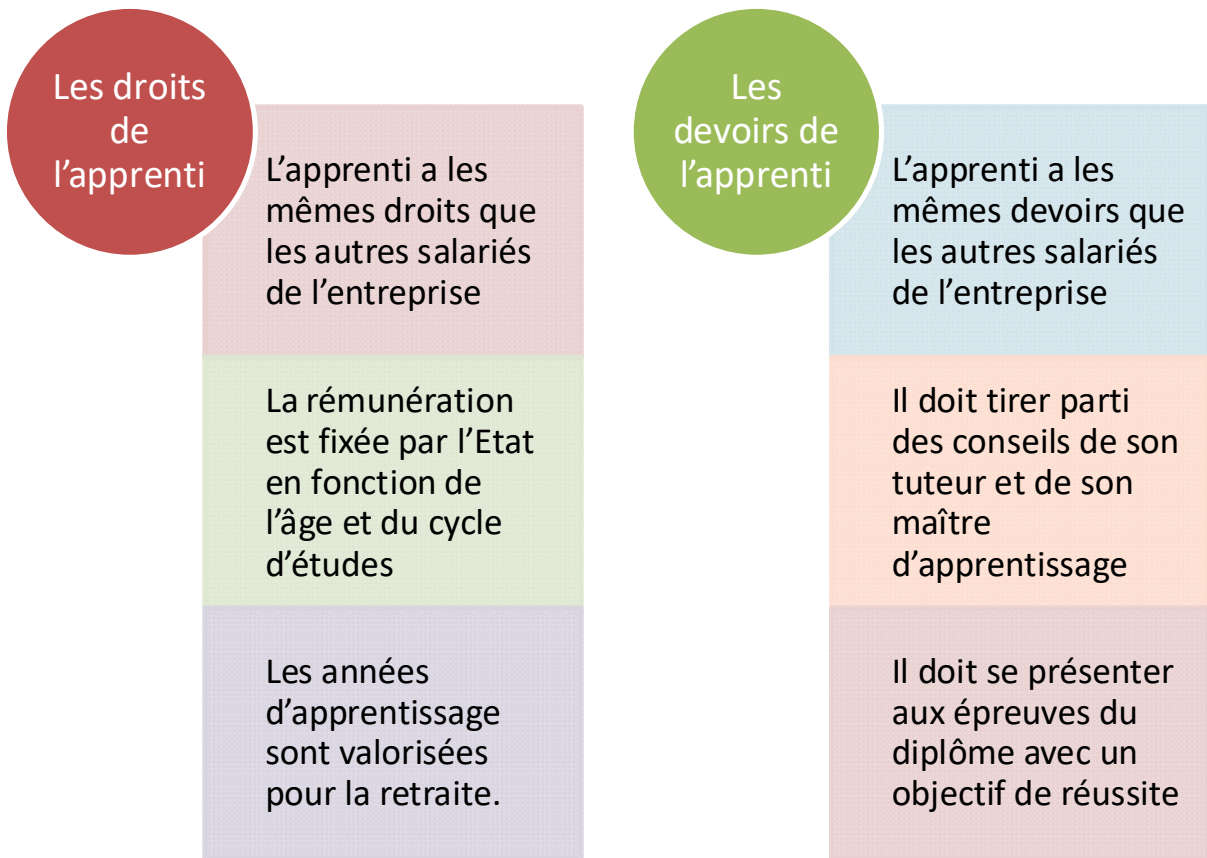 Les droits
de
l’apprenti
L’apprenti a les
mêmes droits que
les autres salariés
de l’entreprise
La rémunération
est fixée par l’Etat
en fonction de
l’âge et du cycle
d’études
Les années
d’apprentissage
sont valorisées
pour la retraite.
Les
devoirs de
l’apprenti
L’apprenti a les
mêmes devoirs que
les autres salariés
de l’entreprise
Il doit tirer parti
des conseils de son
tuteur et de son
maître
d’apprentissage
Il doit se présenter
aux épreuves du
diplôme avec un
objectif de réussite